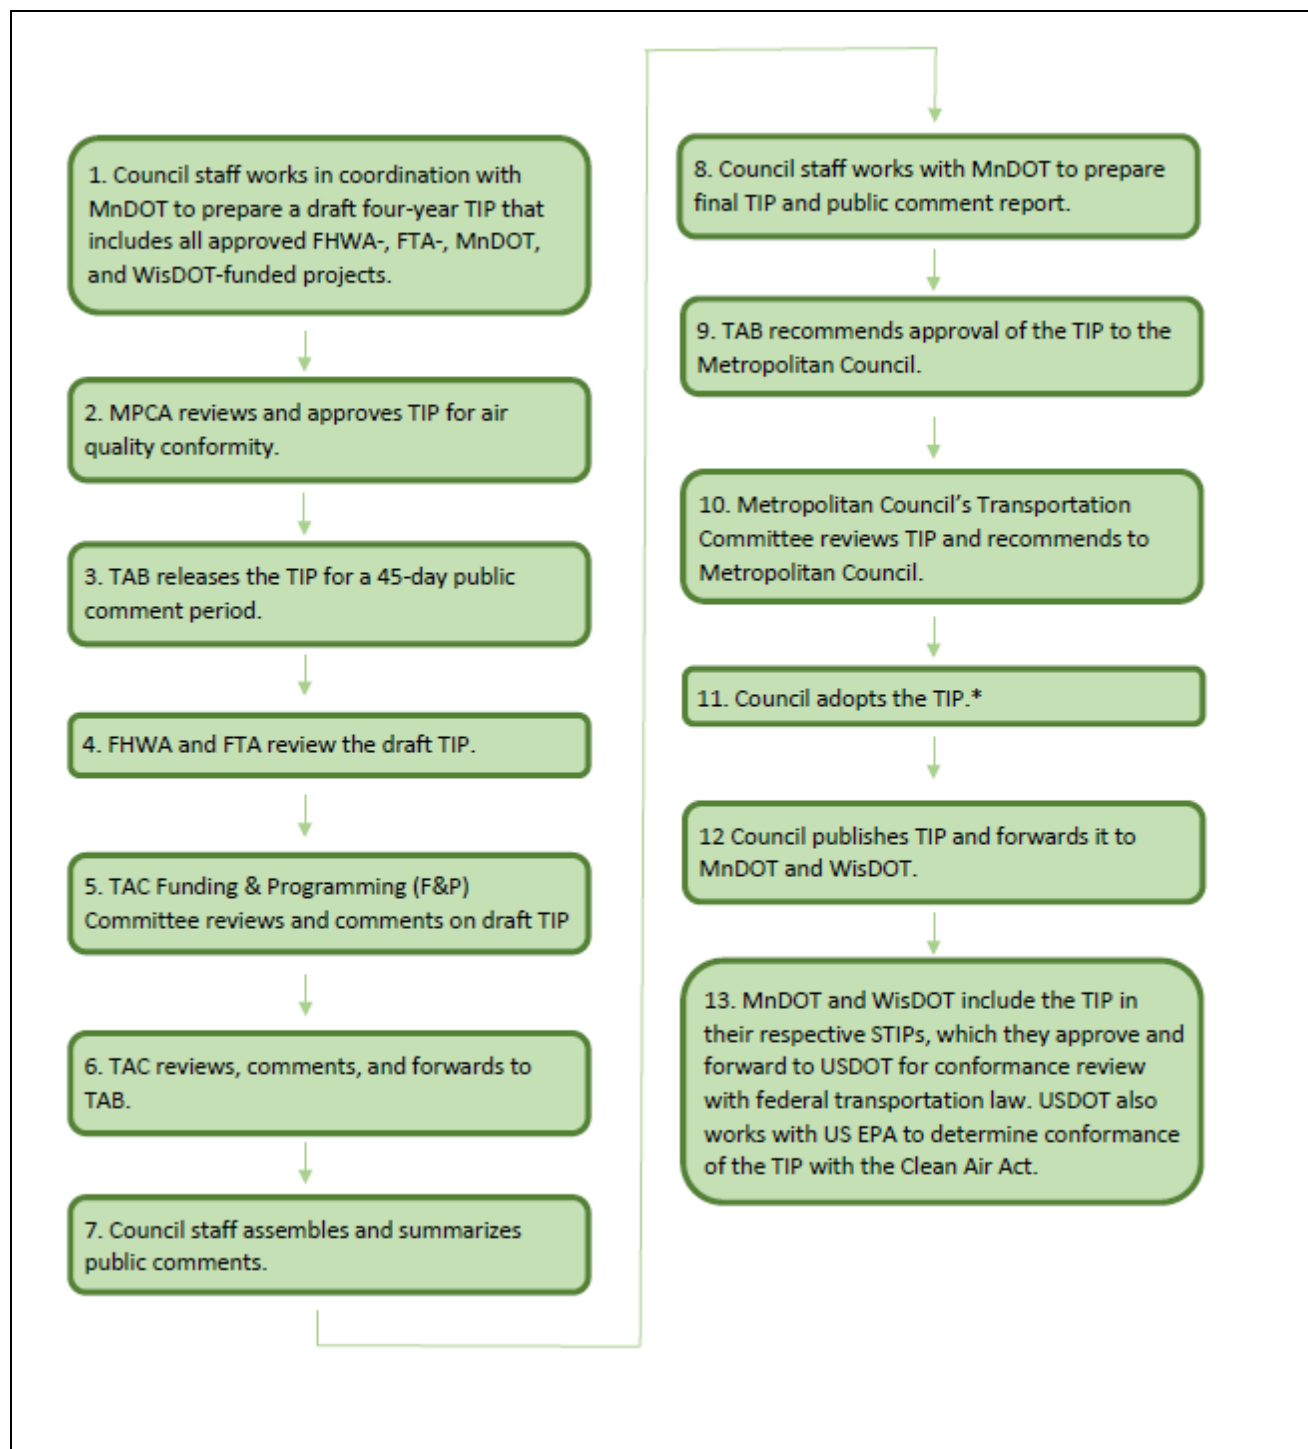 1. Council staff works in coordination with
MnDOT to prepare a draft four-year TIP that
includes all approved FHWA-, FTA-, MnDOT,
and WisDOT-funded projects.
2. MPCA reviews and approves TIP for air
quality conformity.
3. TAB releases the TIP for a 45-day public
comment period.
4. FHWA and FTA review the draft TIP.
5. TAC Funding & Programming (F&P)
Committee reviews and comments on draft TIP
6. TAC reviews, comments, and forwards to
TAB.
7. Council staff assembles and summarizes
public comments.
8. Council staff works with MnDOT to prepare
final TIP and public comment report.
9. TAB recommends approval of the TIP to the
Metropolitan Council.
10. Metropolitan Council’s Transportation
Committee reviews TIP and recommends to
Metropolitan Council.
11. Council adopts the TIP.*
12 Council publishes TIP and forwards it to
MnDOT and WisDOT.
13. MnDOT and WisDOT include the TIP in
their respective STIPs, which they approve and
forward to USDOT for conformance review
with federal transportation law. USDOT also
works with US EPA to determine conformance
of the TIP with the Clean Air Act.